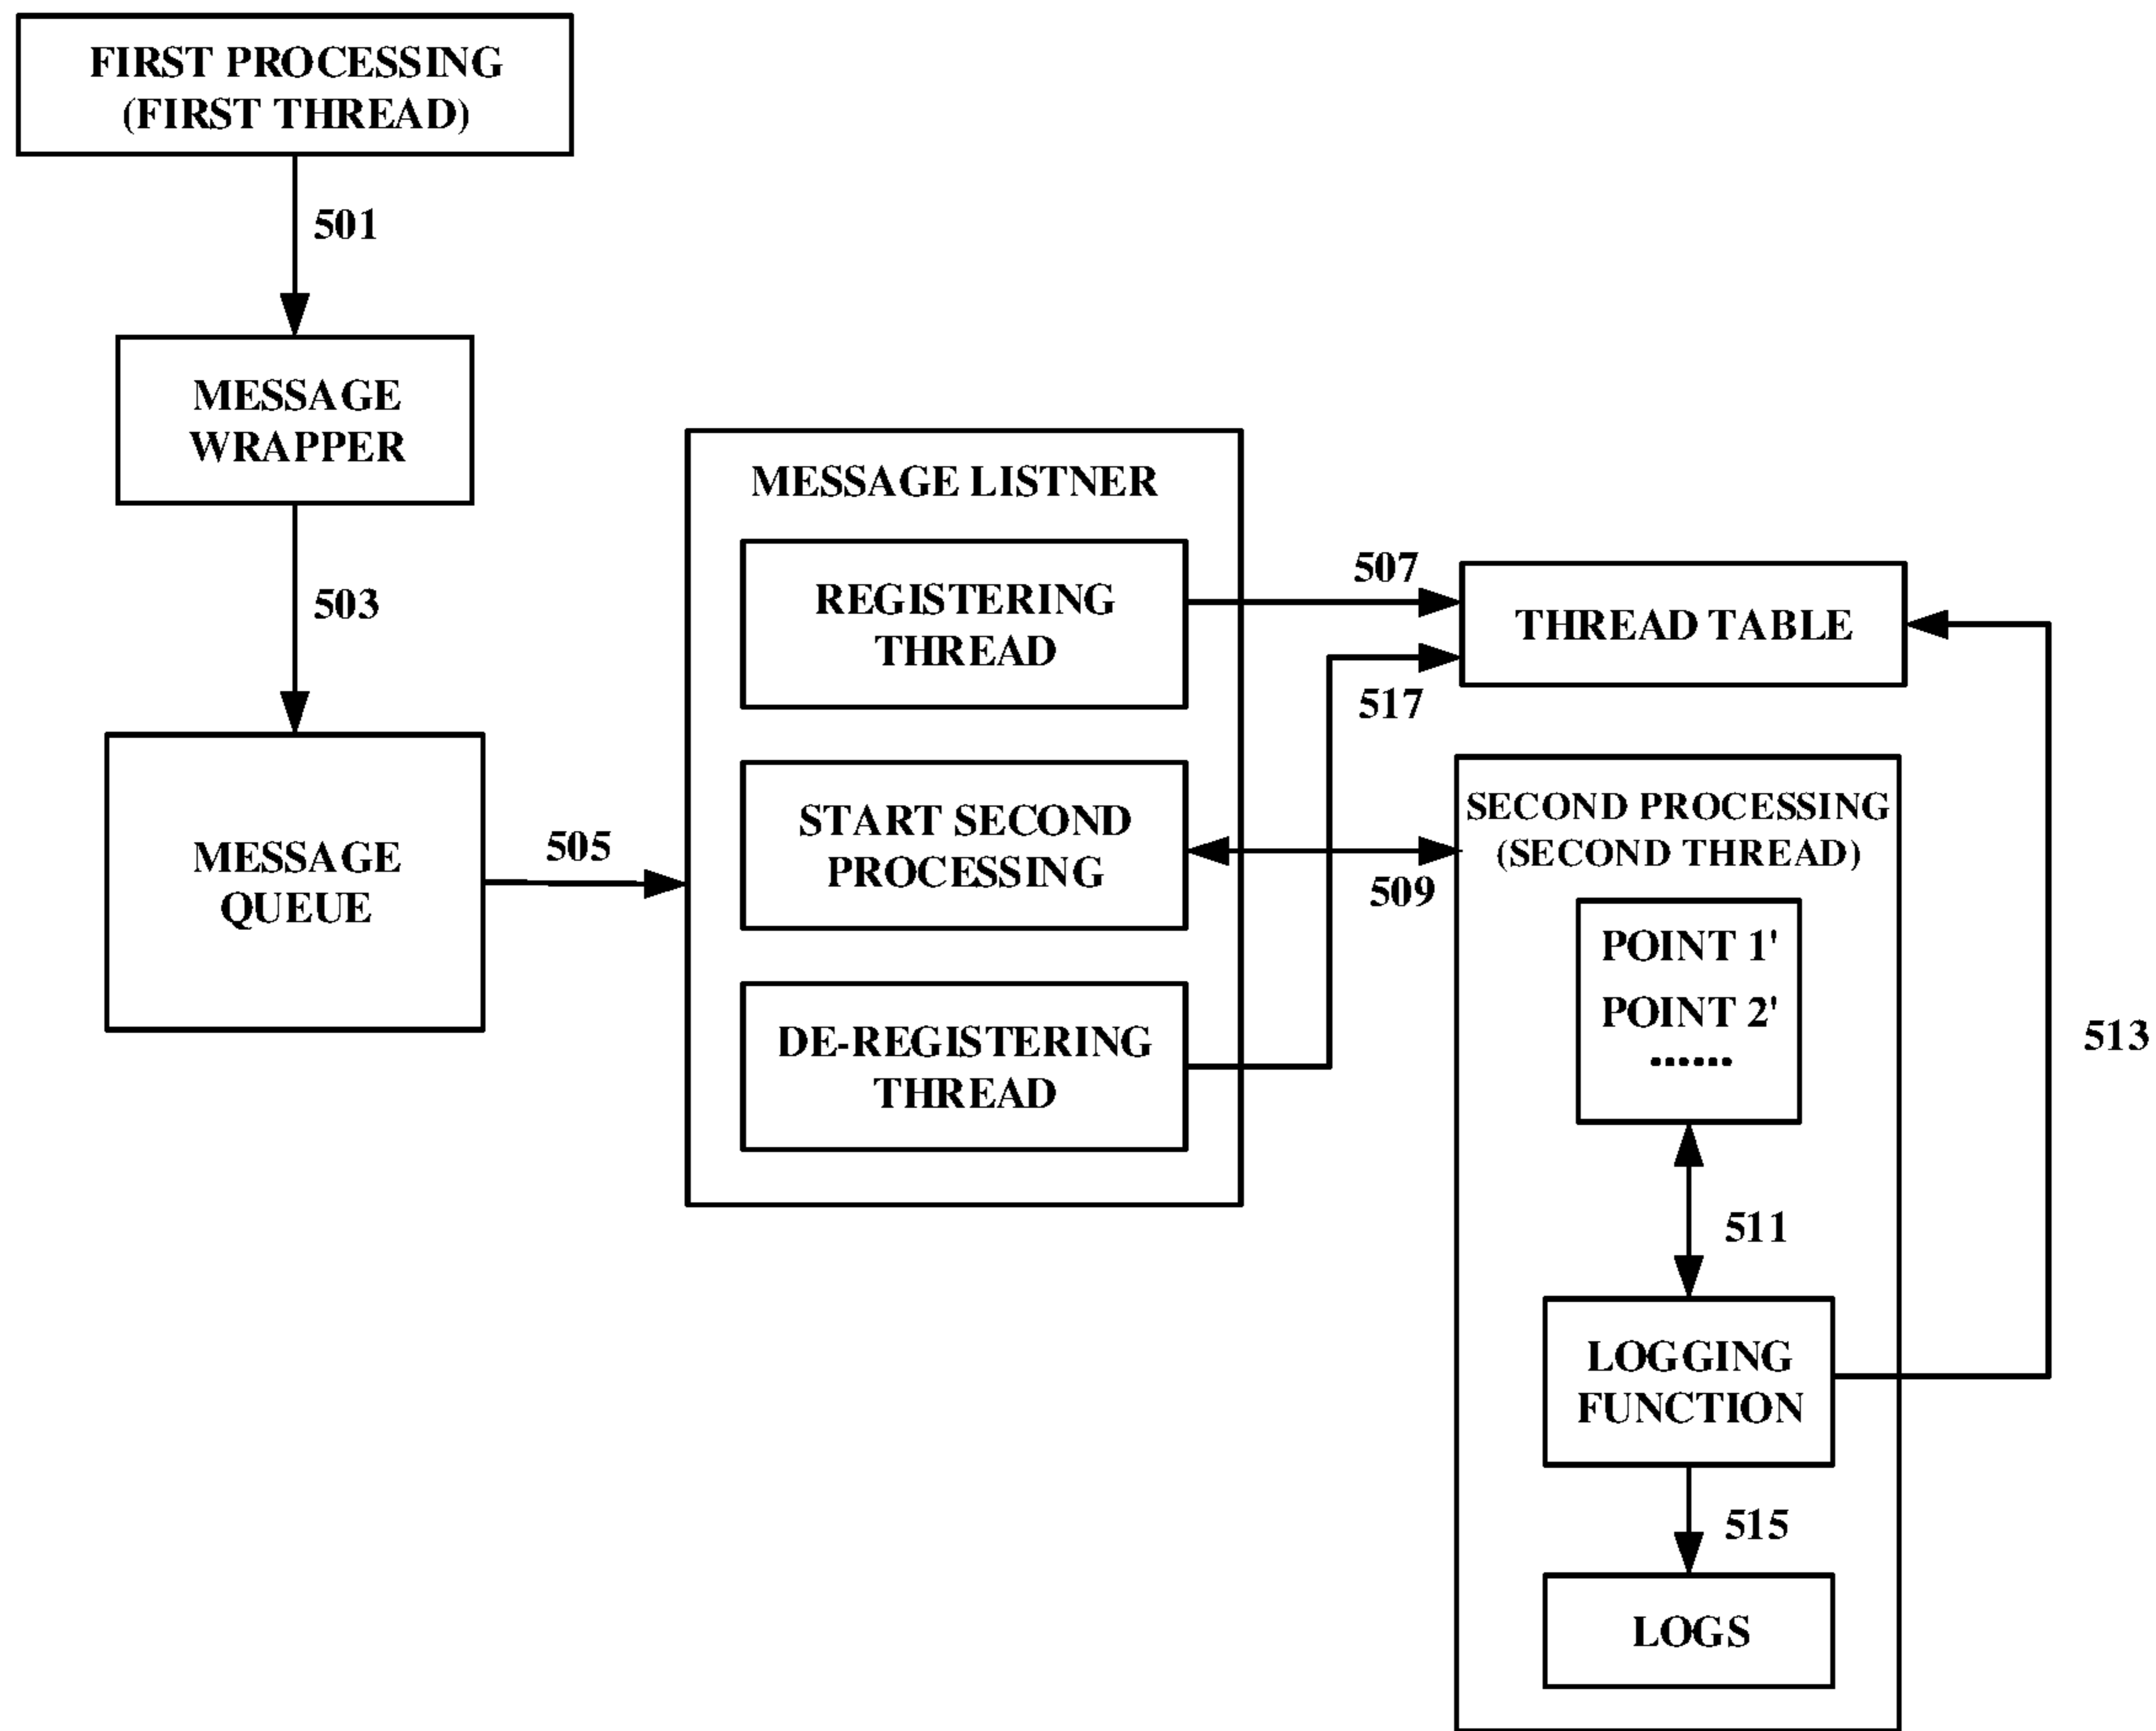 FIRST PROCESSING
(FIRST THREAD)
501
MESSAGE
WRAPPER
503
MESSAGE
QUEUE
505
MESSAGE LISTNER
REGISTERING
THREAD
START SECOND
PROCESSING
DE-REGISTERING
THREAD
507
517
509
THREAD TABLE
SECOND PROCESSING
(SECOND THREAD)
POINT 1'
POINT 2'
......
511
513
LOGGING
FUNCTION
515
LOGS